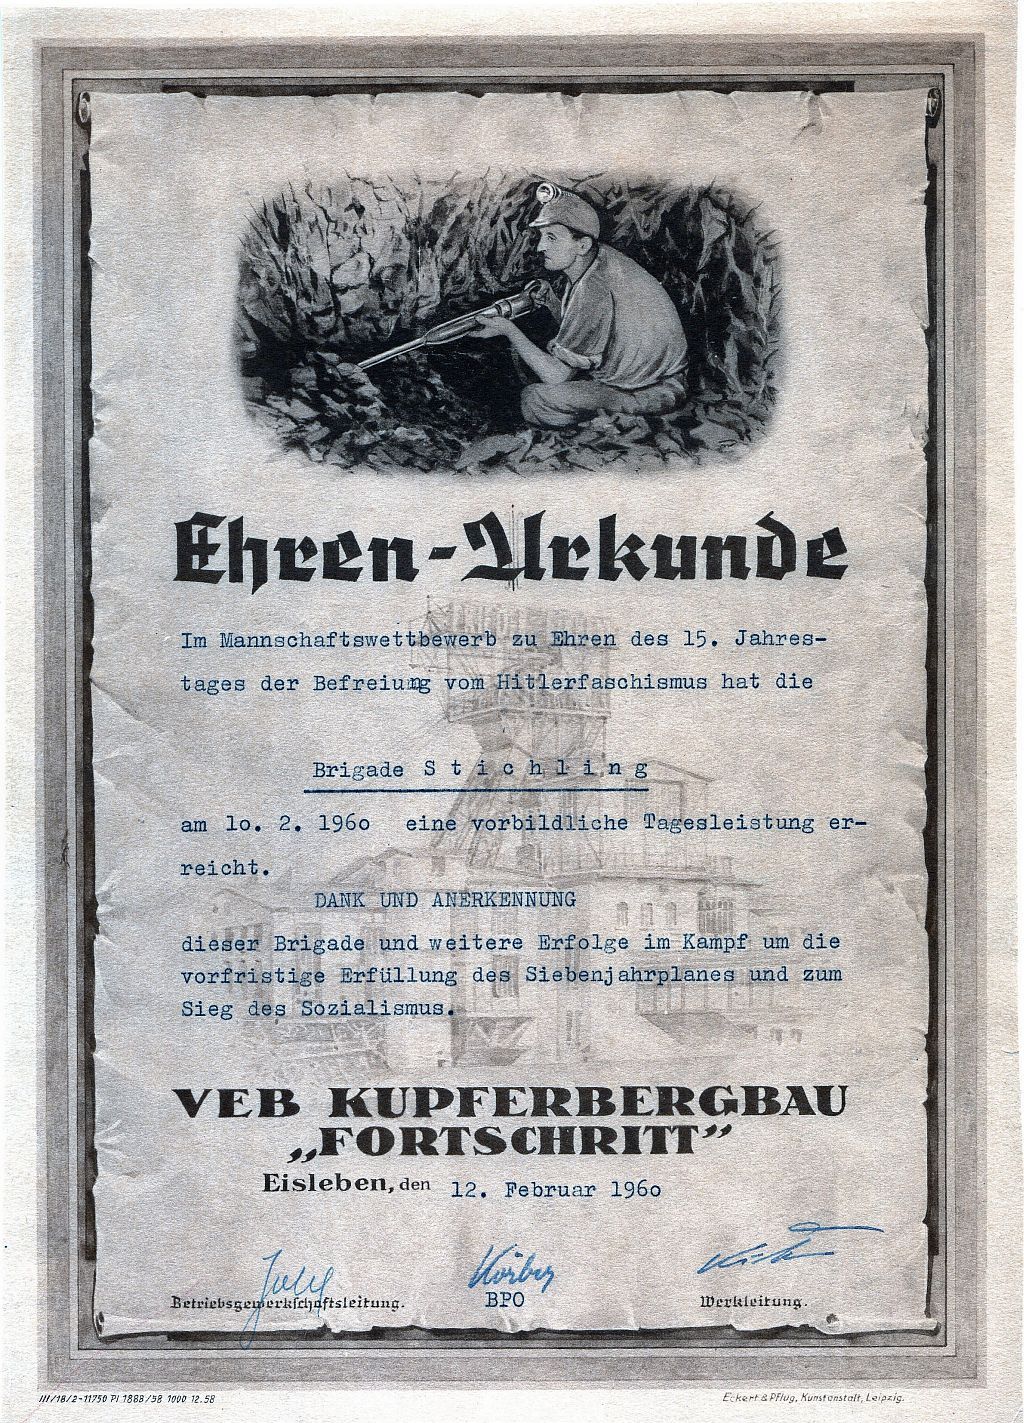 Ehren-Urkunde
Im Mannschaftswettbewerb zu Ehren des 15. Jahres-
tages der Befreiung vom Hitlerfaschismus hat die
Brigade S t i c h l i n g
am lo. 2. 196o eine vorbildliche Tagesleistung er-
reicht.
DANK UND ANERKENNUNG
dieser Brigade und weitere Erfolge im Kampf um die
vorfristige Erfüllung des Siebenjahrplanes und zum
Sieg des Sozialismus.
VEB KUPFERBERGBAU
„FORTSCHRITT”
Eisleben, den 12. Februar 196o
Betriebsgewerkschaftsleitung. BPO Werkleitung.
III/18/2-11750 Pl 1888/58 1000 12.58 Eckert & Pflug, Kunstanstalt, Leipzig.